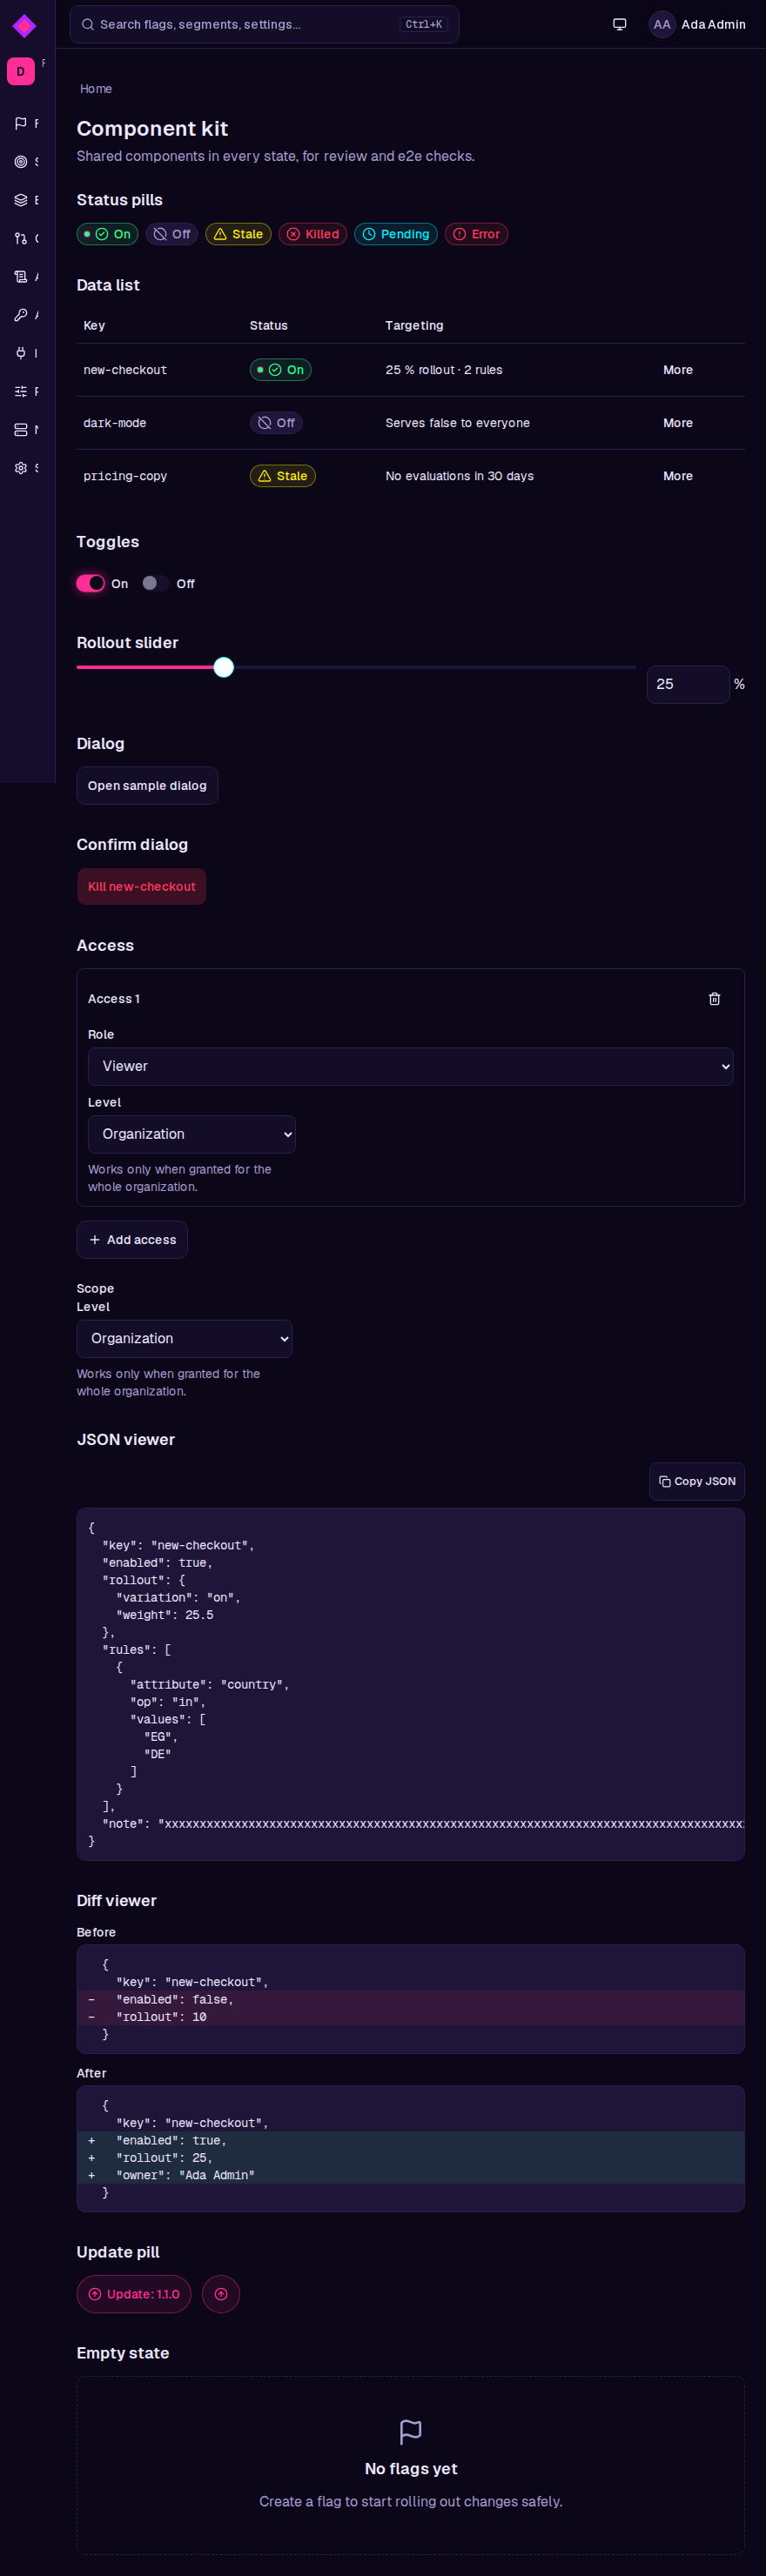 Search flags, segments, settings...
Ctrl+K
AA
Ada Admin
D
Home
Component kit
Shared components in every state, for review and e2e checks.
Status pills
On
Off
Stale
Killed
Pending
Error
Data list
Key Status Targeting
new-checkout On 25 % rollout · 2 rules More
dark-mode Off Serves false to everyone More
pricing-copy Stale No evaluations in 30 days More
Toggles
On
Off
Rollout slider
25 %
Dialog
Open sample dialog
Confirm dialog
Kill new-checkout
Access
Access 1
Role
Viewer
Level
Organization
Works only when granted for the
whole organization.
Add access
Scope
Level
Organization
Works only when granted for the
whole organization.
JSON viewer
Copy JSON
{
"key": "new-checkout",
"enabled": true,
"rollout": {
"variation": "on",
"weight": 25.5
},
"rules": [
{
"attribute": "country",
"op": "in",
"values": [
"EG",
"DE"
]
}
],
"note":
}
Diff viewer
Before
{
"key": "new-checkout",
− "enabled": false,
− "rollout": 10
}
After
{
"key": "new-checkout",
+ "enabled": true,
+ "rollout": 25,
+ "owner": "Ada Admin"
}
Update pill
Update: 1.1.0
Empty state
No flags yet
Create a flag to start rolling out changes safely.